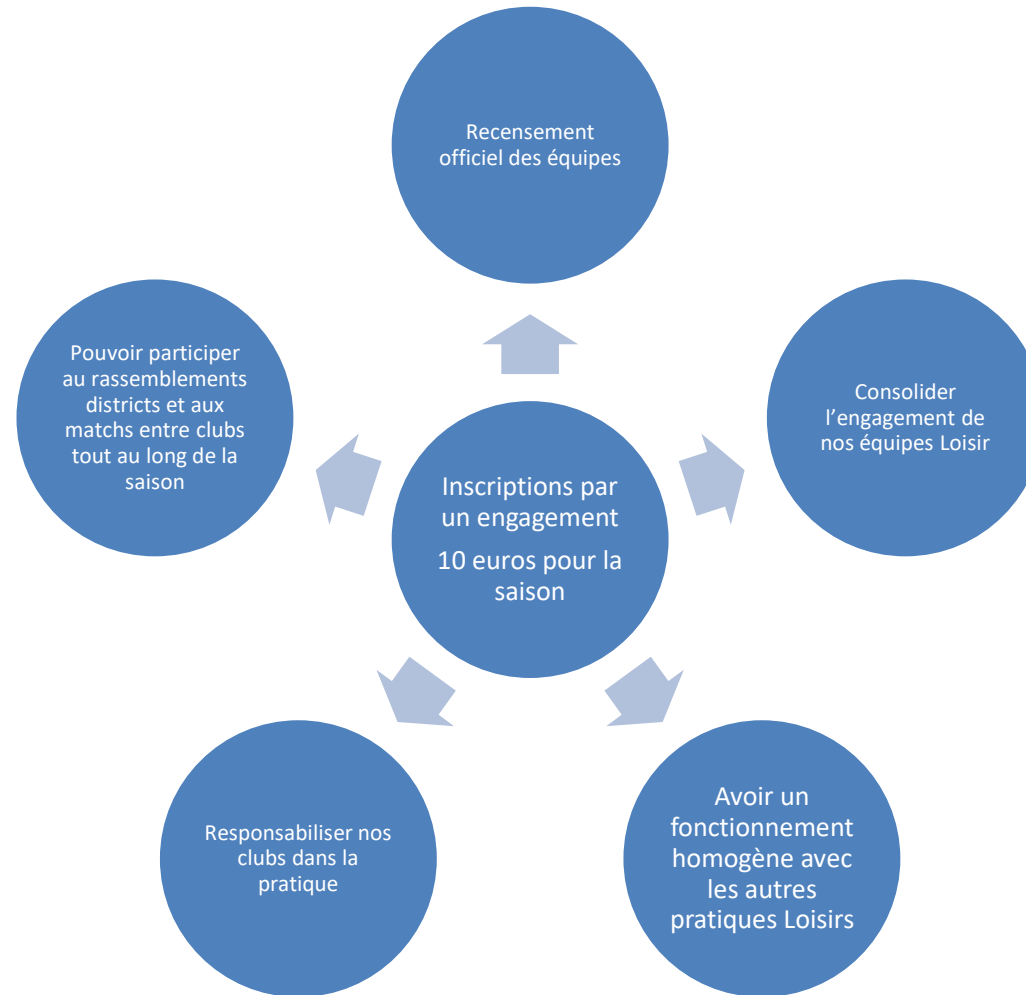 Recensement
officiel des équipes
Pouvoir participer
au rassemblements
districts et aux
matchs entre clubs
tout au long de la
saison
Consolider
l'engagement de
nos équipes Loisir
Inscriptions par
un engagement
10 euros pour la
saison
Responsabiliser nos
clubs dans la
pratique
Avoir un
fonctionnement
homogène avec
les autres
pratiques Loisirs